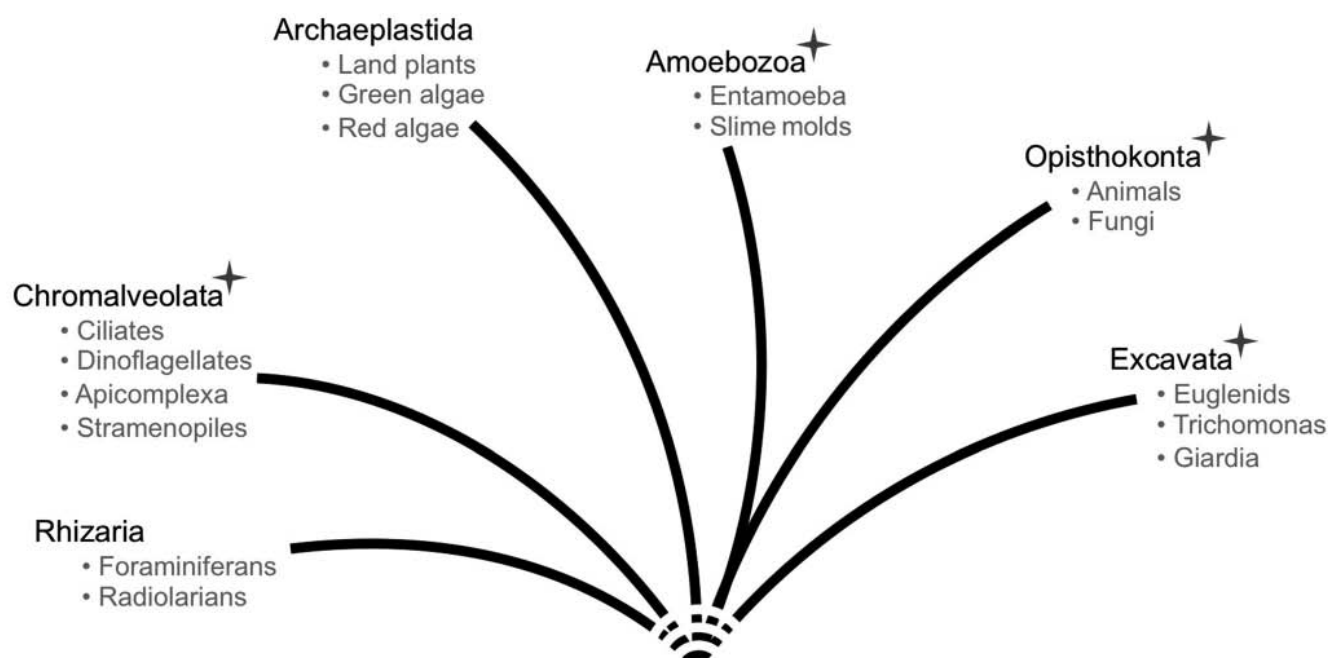 Archaeplastida
• Land plants
• Green algae
• Red algae
Amoebozoa
• Entamoeba
• Slime molds
Opisthokonta
• Animals
• Fungi
Chromalveolata
• Ciliates
• Dinoflagellates
• Apicomplexa
• Stramenopiles
Excavata
• Euglenids
• Trichomonas
• Giardia
Rhizaria
• Foraminiferans
• Radiolarians